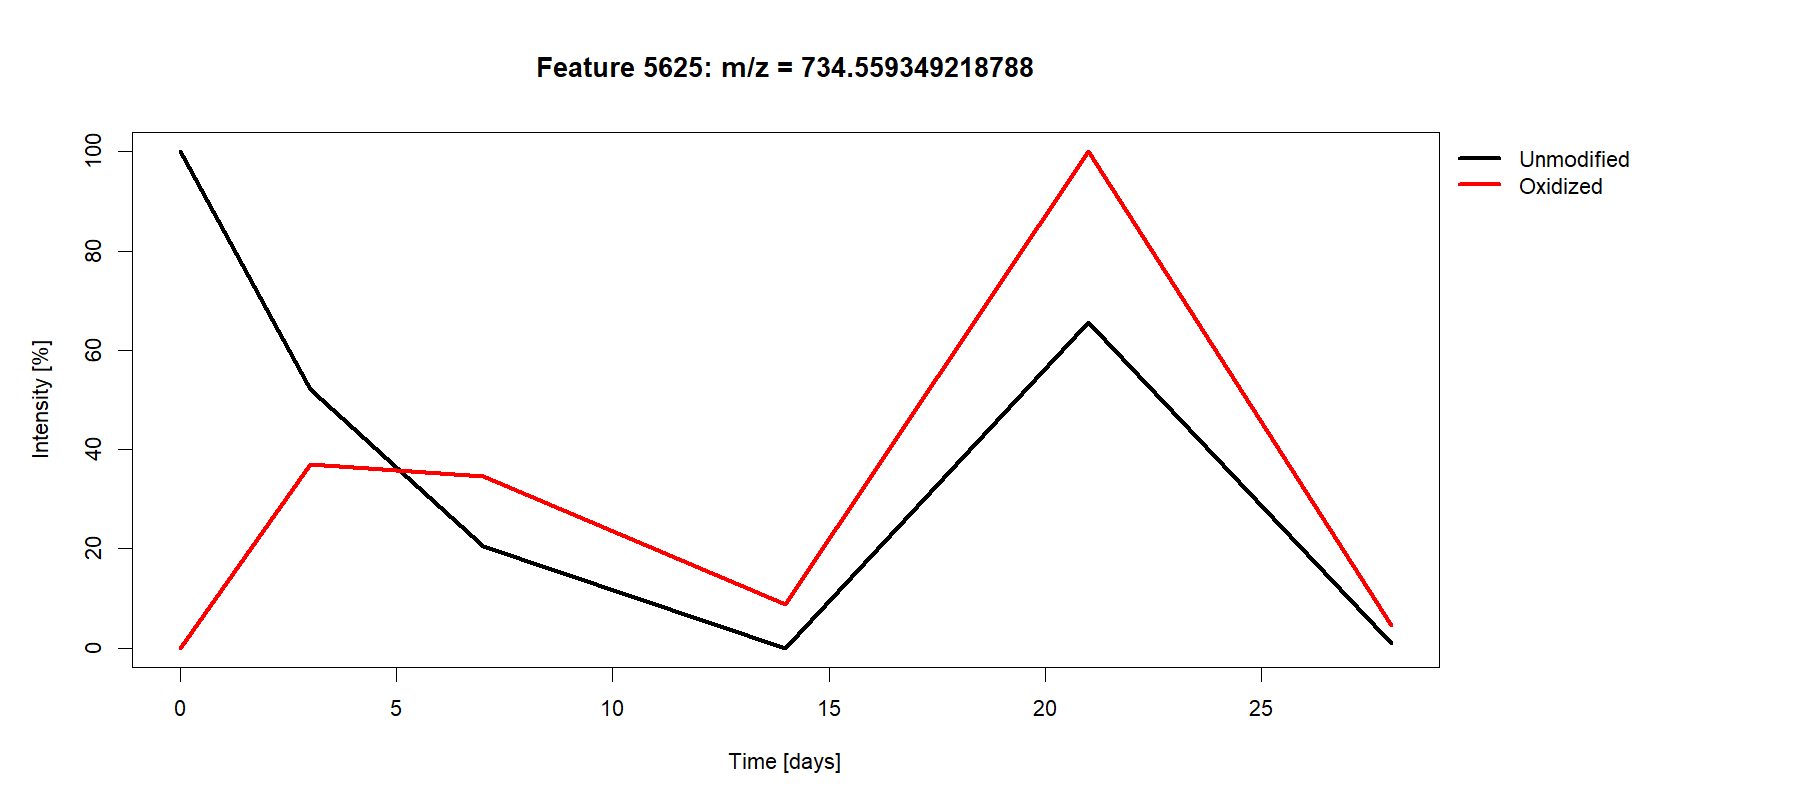 Feature 5625: m/z = 734.559349218788
Unmodified
Oxidized
Intensity [%]
100
80
60
40
20
0
0 5 10 15 20 25
Time [days]